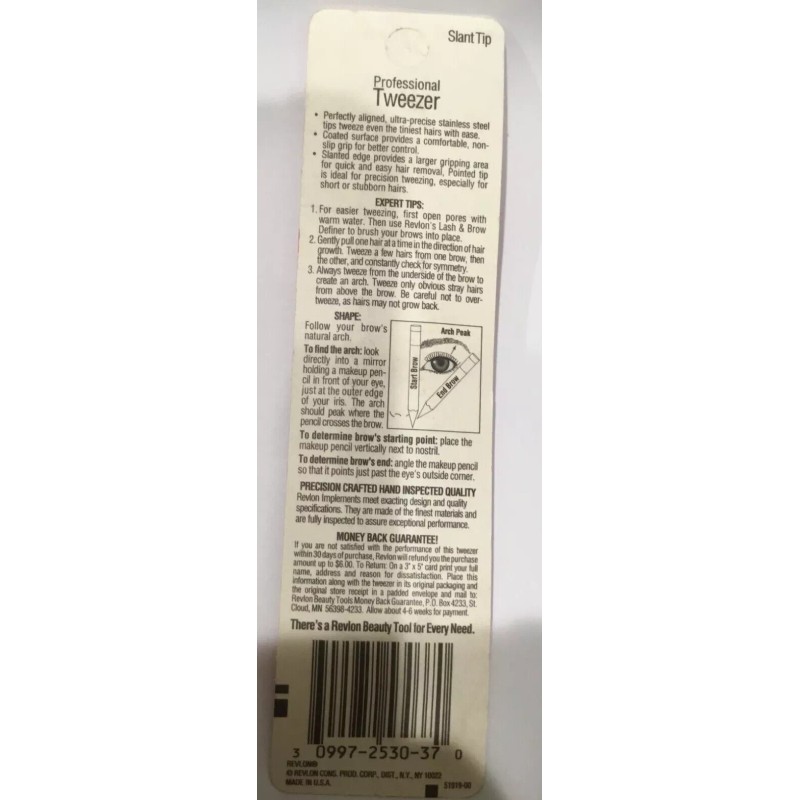 Slant Tip
Professional
Tweezer
• Perfectly aligned, ultra-precise stainless steel
tips tweeze even the tiniest hairs with ease.
• Coated surface provides a comfortable, non-
slip grip for better control.
• Slanted edge provides a larger gripping area
for quick and easy hair removal, Pointed tip
is ideal for precision tweezing, especially for
short or stubborn hairs.
EXPERT TIPS:
1. For easier tweezing, first open pores with
warm water. Then use Revlon's Lash & Brow
Definer to brush your brows into place.
2. Gently pull one hair at a time in the direction of hair
growth. Tweeze a few hairs from one brow, then
the other, and constantly check for symmetry.
3. Always tweeze from the underside of the brow to
create an arch. Tweeze only obvious stray hairs
from above the brow. Be careful not to over-
tweeze, as hairs may not grow back.
SHAPE:
Follow your brow's
natural arch.
To find the arch: look
directly into a mirror
holding a makeup pen-
cil in front of your eye,
just at the outer edge
of your iris. The arch
should peak where the
pencil crosses the brow.
Arch Peak
Start Brow
End Brow
To determine brow's starting point: place the
makeup pencil vertically next to nostril.
To determine brow's end: angle the makeup pencil
so that it points just past the eye's outside corner.
PRECISION CRAFTED HAND INSPECTED QUALITY
Revlon Implements meet exacting design and quality
specifications. They are made of the finest materials and
are fully inspected to assure exceptional performance.
MONEY BACK GUARANTEE!
If you are not satisfied with the performance of this tweezer
within 30 days of purchase, Revlon will refund you the purchase
amount up to $6.00. To Return: On a 3" x 5" card print your full
name, address and reason for dissatisfaction. Place this
information along with the tweezer in its original packaging and
the original store receipt in a padded envelope and mail to:
Revlon Beauty Tools Money Back Guarantee, P.O. Box 4233, St.
Cloud, MN 56398-4233. Allow about 4-6 weeks for payment.
There's a Revlon Beauty Tool for Every Need.
3 0997-2530-37 0
REVLON®
© REVLON CONS. PROD. CORP., DIST., N.Y., NY 10022
MADE IN U.S.A.